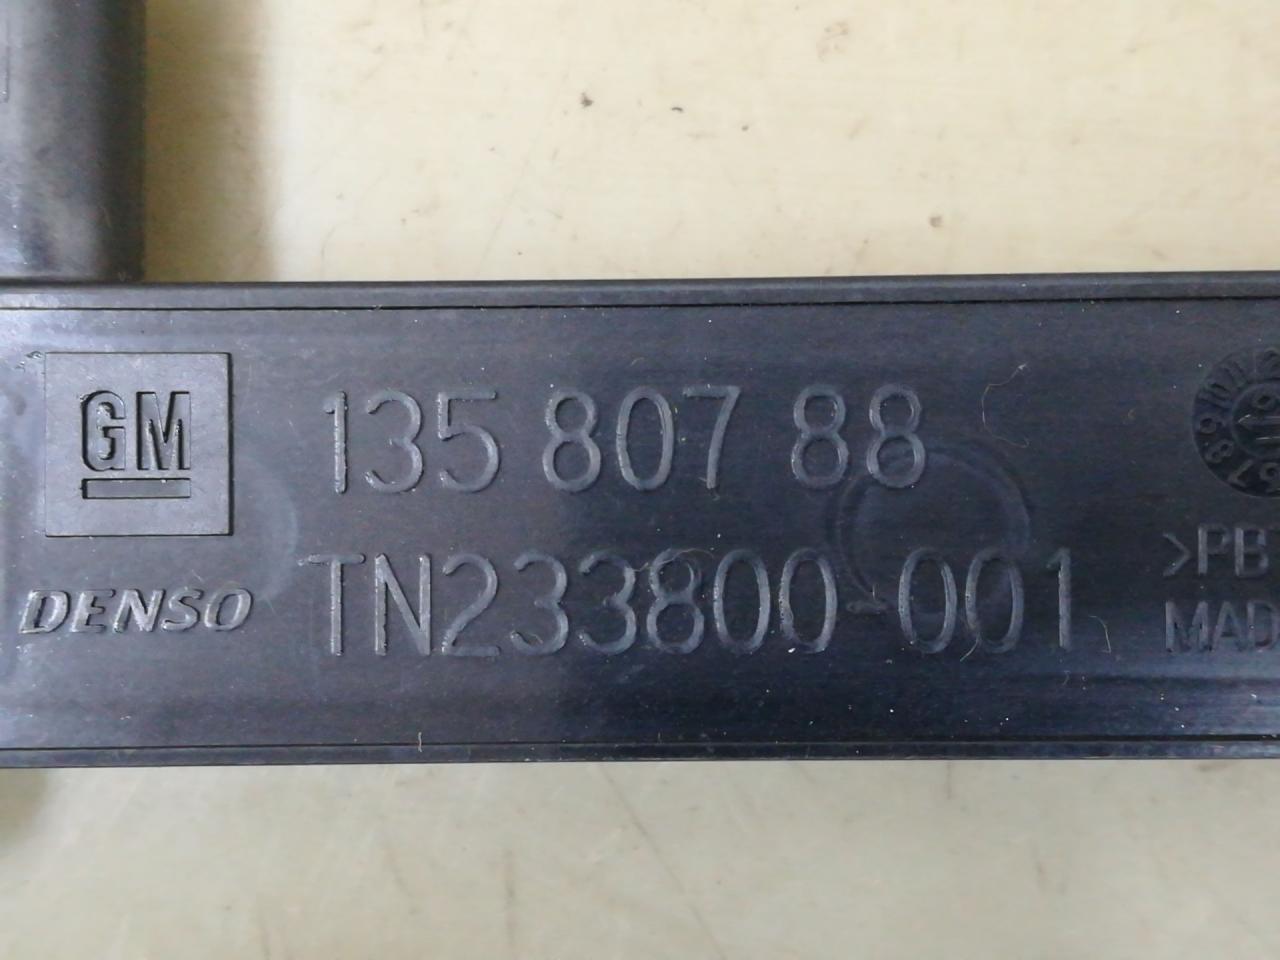 GM
135 807 88
DENSO
TN233800-001
>PB
MAD